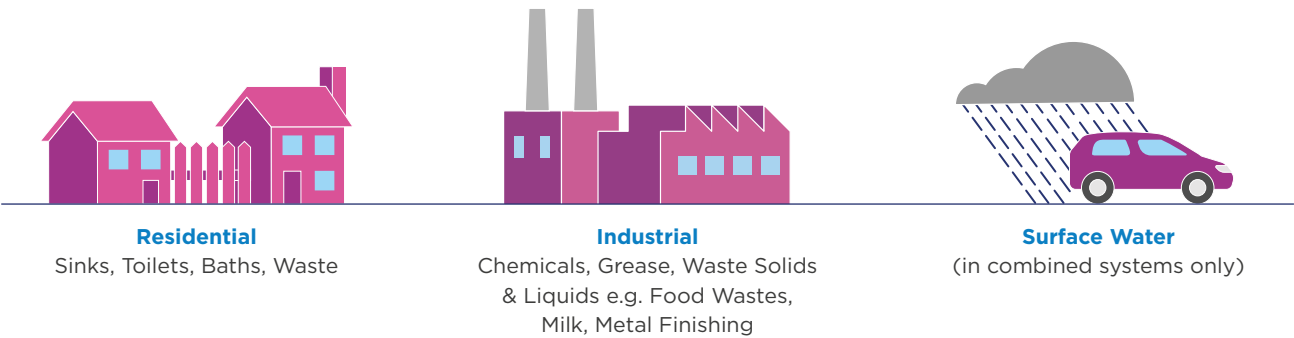 Residential
Sinks, Toilets, Baths, Waste
Industrial
Chemicals, Grease, Waste Solids
& Liquids e.g. Food Wastes,
Milk, Metal Finishing
Surface Water
(in combined systems only)